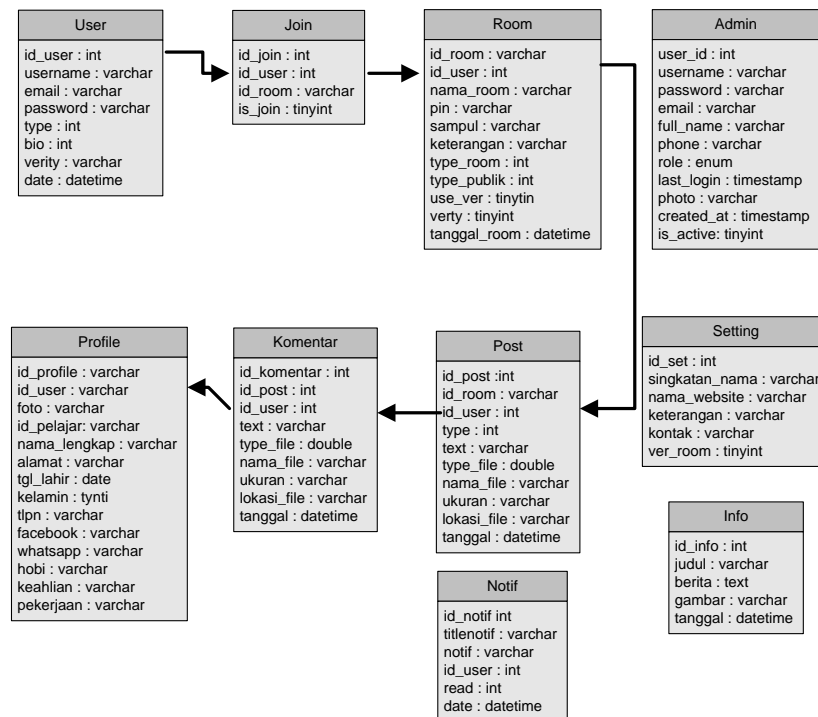 User
id_user : int
username : varchar
email : varchar
password : varchar
type : int
bio : int
verity : varchar
date : datetime
Join
id_join : int
id_user : int
id_room : varchar
is_join : tinyint
Room
id_room : varchar
id_user : int
nama_room : varchar
pin : varchar
sampul : varchar
keterangan : varchar
type_room : int
type_publik : int
use_ver : tinytin
verty : tinyint
tanggal_room : datetime
Admin
user_id : int
username : varchar
password : varchar
email : varchar
full_name : varchar
phone : varchar
role : enum
last_login : timestamp
photo : varchar
created_at : timestamp
is_active: tinyint
Profile
id_profile : varchar
id_user : varchar
foto : varchar
id_pelajar: varchar
nama_lengkap : varchar
alamat : varchar
tgl_lahir : date
kelamin : tynti
tlpn : varchar
facebook : varchar
whatsapp : varchar
hobi : varchar
keahlian : varchar
pekerjaan : varchar
Komentar
id_komentar : int
id_post : int
id_user : int
text : varchar
type_file : double
nama_file : varchar
ukuran : varchar
lokasi_file : varchar
tanggal : datetime
Post
id_post :int
id_room : varchar
id_user : int
type : int
text : varchar
type_file : double
nama_file : varchar
ukuran : varchar
lokasi_file : varchar
tanggal : datetime
Setting
id_set : int
singkatan_nama : varchar
nama_website : varchar
keterangan : varchar
kontak : varchar
ver_room : tinyint
Info
id_info : int
judul : varchar
berita : text
gambar : varchar
tanggal : datetime
Notif
id_notif int
titlenotif : varchar
notif : varchar
id_user : int
read : int
date : datetime